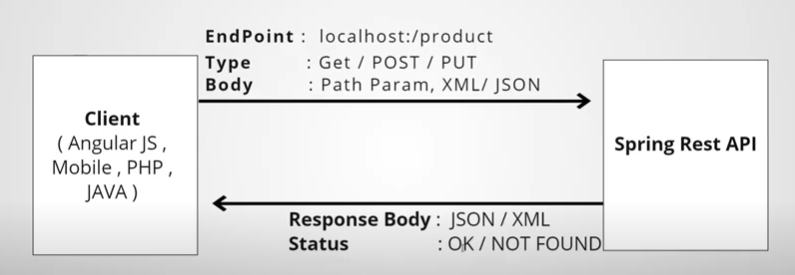 EndPoint : localhost:/product
Type : Get / POST / PUT
Body : Path Param, XML/ JSON
Client
( Angular JS ,
Mobile , PHP ,
JAVA )
Spring Rest API
Response Body : JSON / XML
Status : OK / NOT FOUND